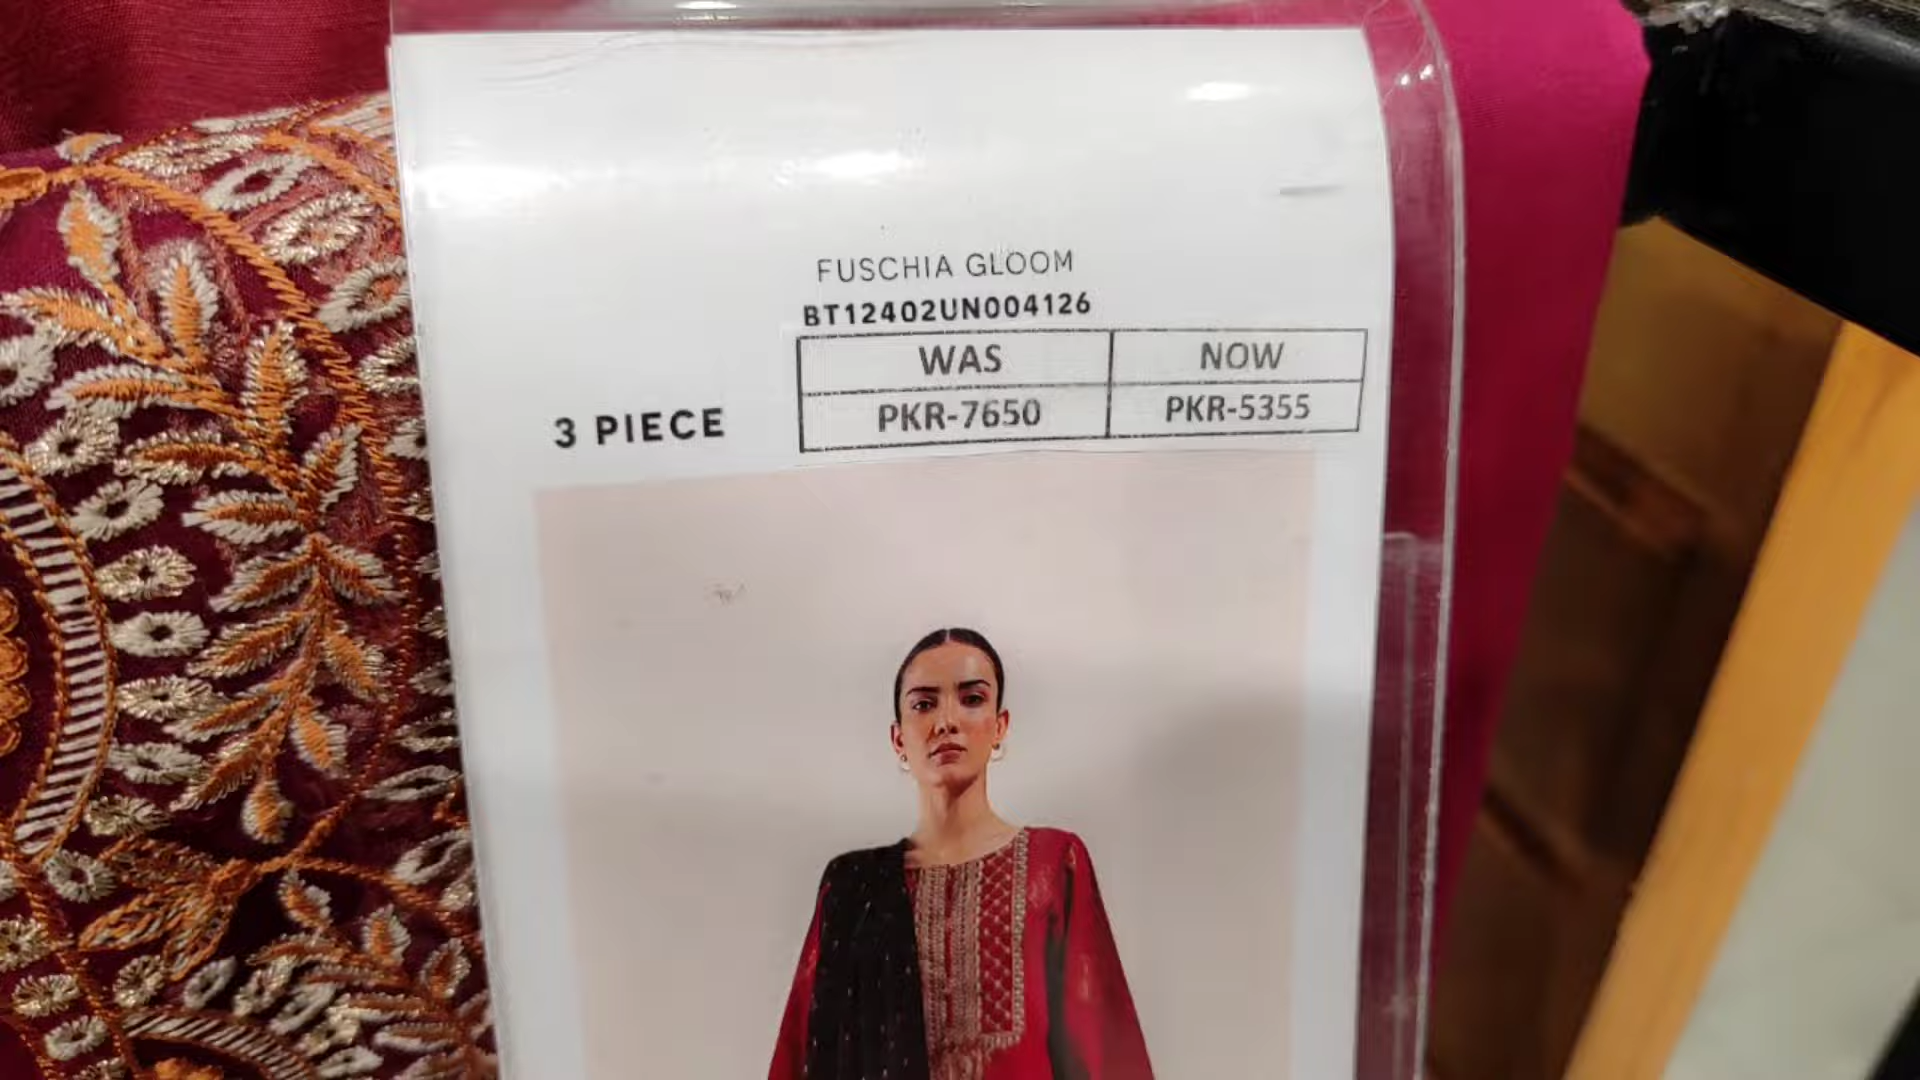 FUSCHIA GLOOM
BT12402UN004126
WAS NOW
3 PIECE PKR-7650 PKR-5355